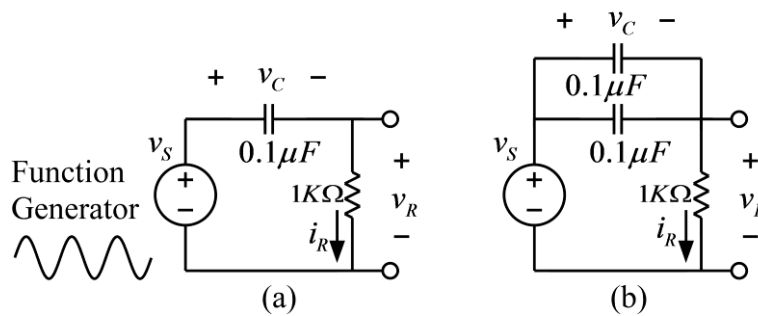 + v_C −
0.1μF
v_S
+
−
Function
Generator
1KΩ
i_R
+
v_R
−
(a)
+ v_C −
0.1μF
0.1μF
v_S
+
−
1KΩ
i_R
+
−
(b)